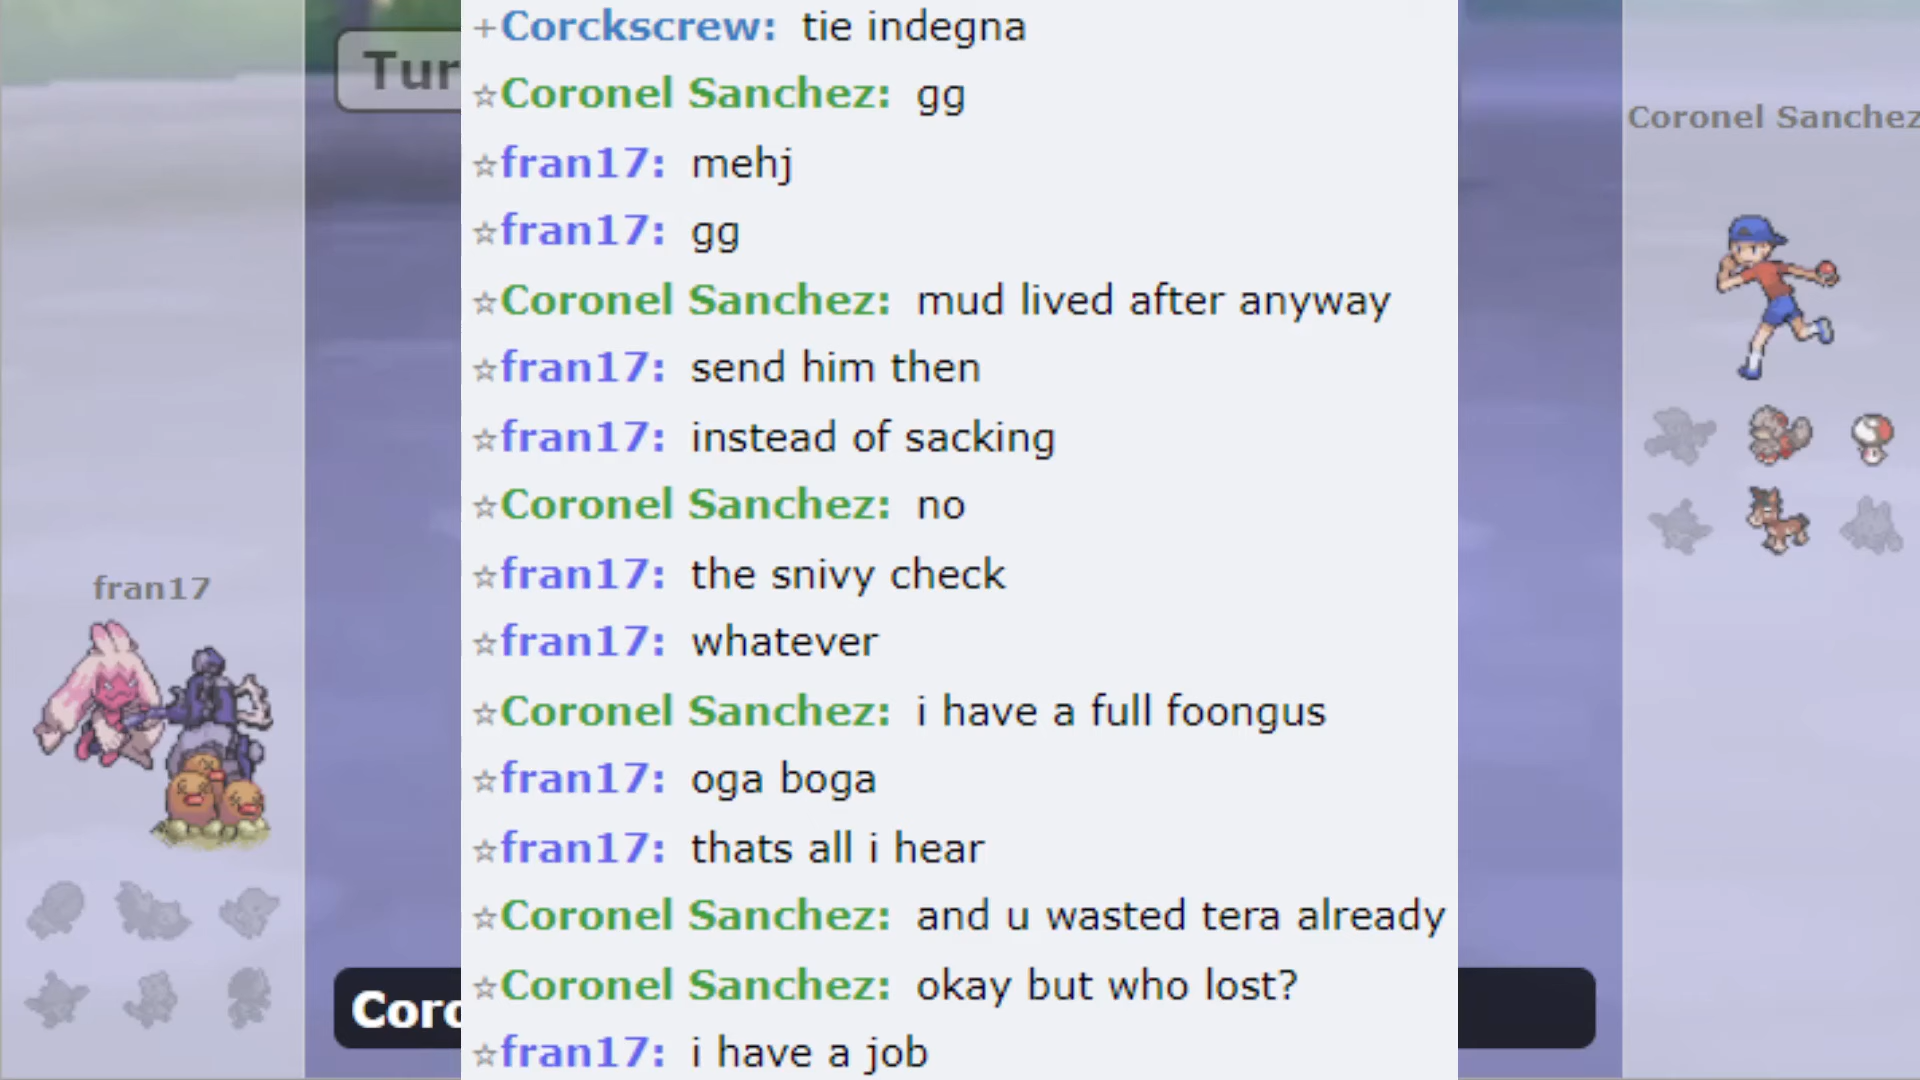 +Corckscrew: tie indegna
Tur
☆Coronel Sanchez: gg
Coronel Sanchez
☆fran17: mehj
☆fran17: gg
☆Coronel Sanchez: mud lived after anyway
☆fran17: send him then
☆fran17: instead of sacking
☆Coronel Sanchez: no
☆fran17: the snivy check
fran17
☆fran17: whatever
☆Coronel Sanchez: i have a full foongus
☆fran17: oga boga
☆fran17: thats all i hear
☆Coronel Sanchez: and u wasted tera already
☆Coronel Sanchez: okay but who lost?
Coro
☆fran17: i have a job